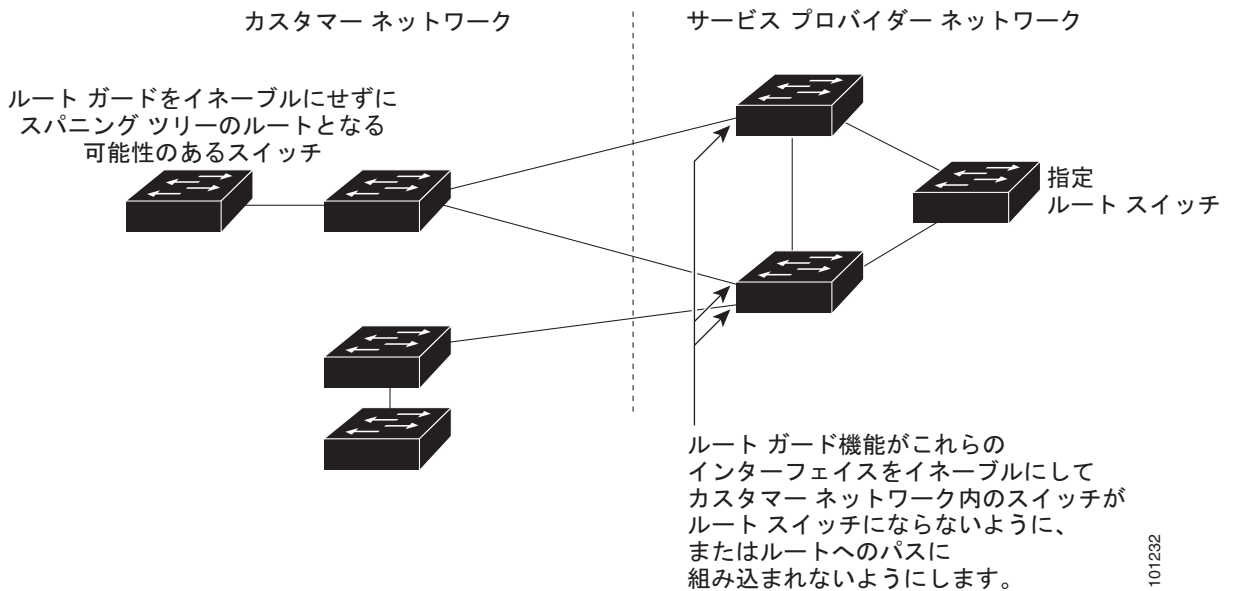 カスタマー ネットワーク
サービス プロバイダー ネットワーク
ルート ガードをイネーブルにせずに
スパニング ツリーのルートとなる
可能性のあるスイッチ
指定
ルート スイッチ
ルート ガード機能がこれらの
インターフェイスをイネーブルにして
カスタマー ネットワーク内のスイッチが
ルート スイッチにならないように、
またはルートへのパスに
組み込まれないようにします。
101232